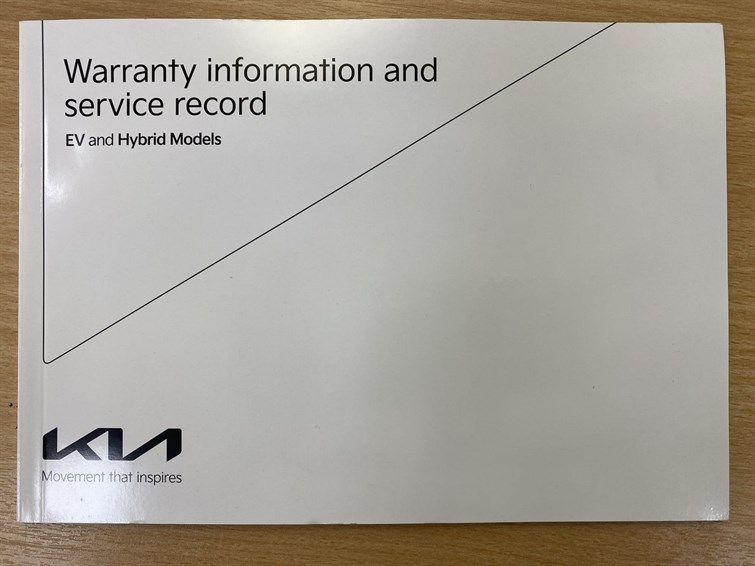 Warranty information and
service record
EV and Hybrid Models
KIA
Movement that inspires